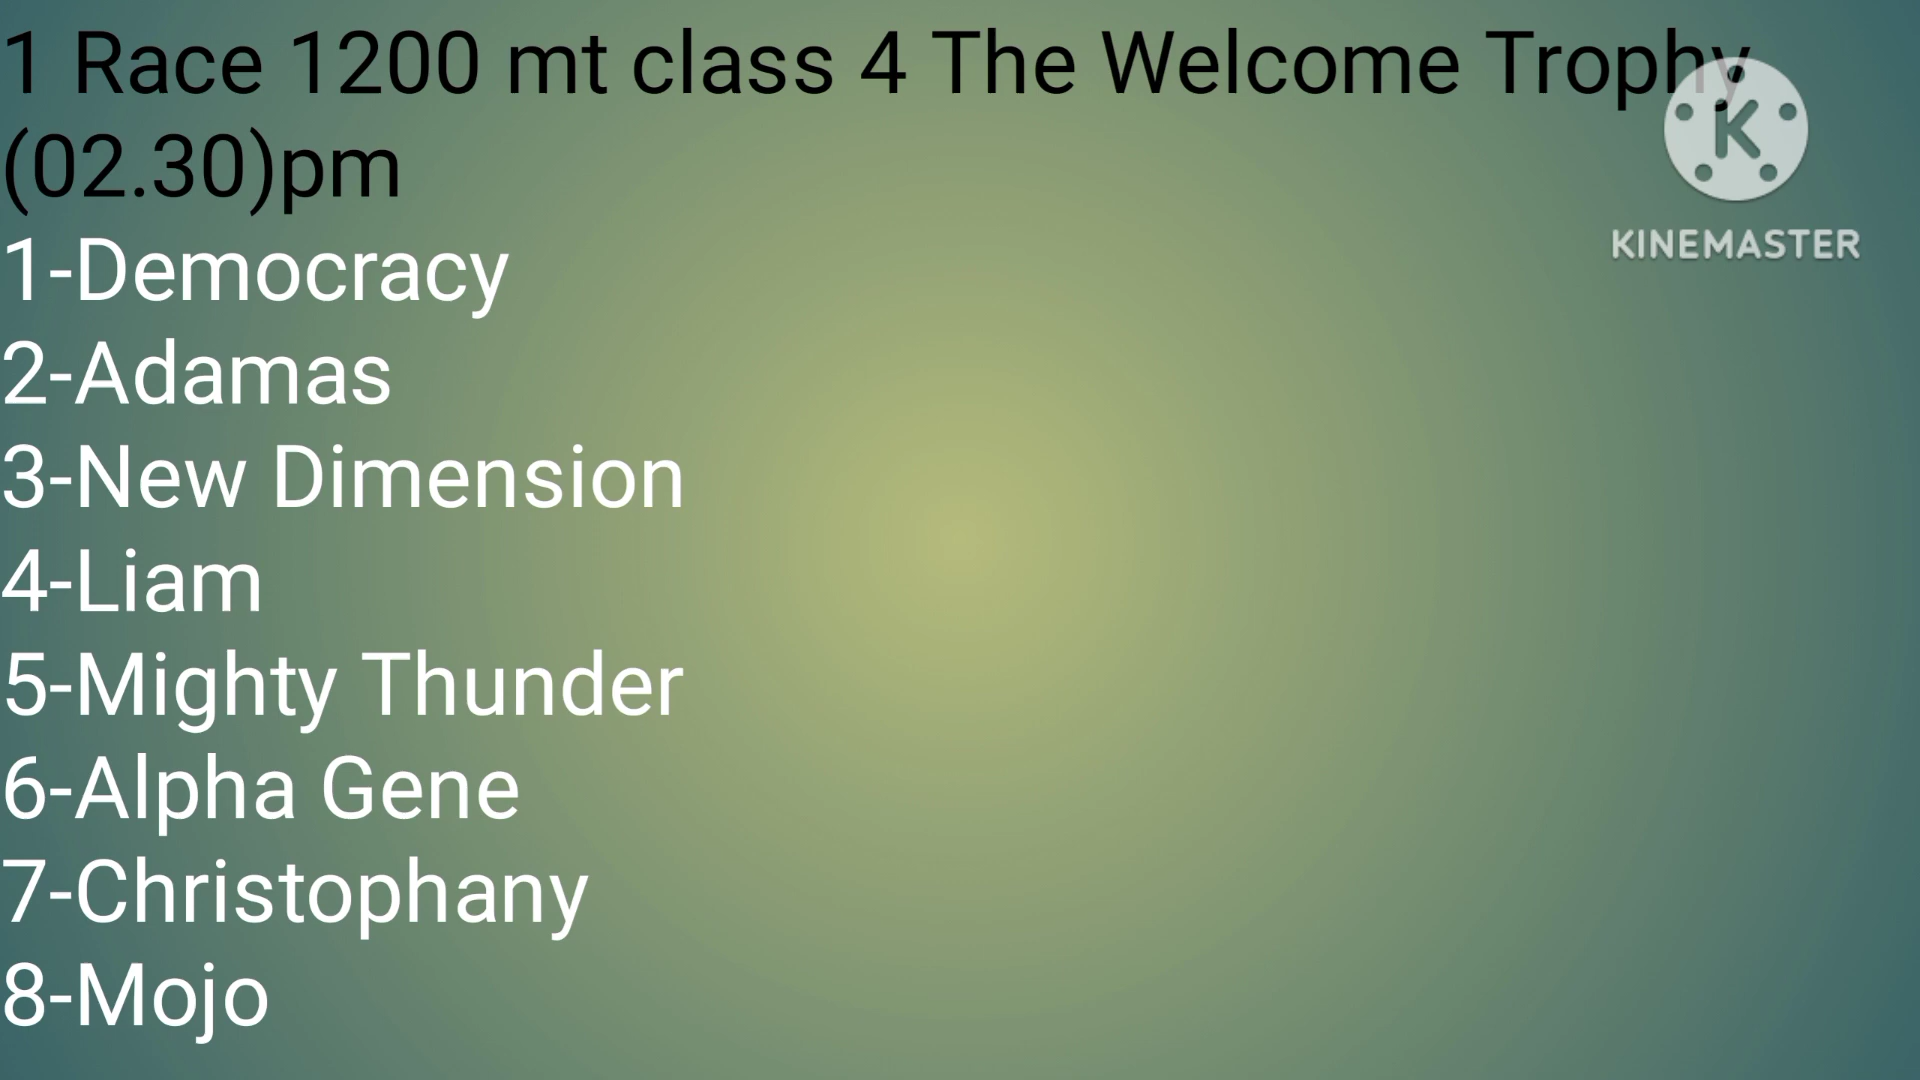 1 Race 1200 mt class 4 The Welcome Trophy
(02.30)pm
1-Democracy
2-Adamas
3-New Dimension
4-Liam
5-Mighty Thunder
6-Alpha Gene
7-Christophany
8-Mojo
K
KINEMASTER